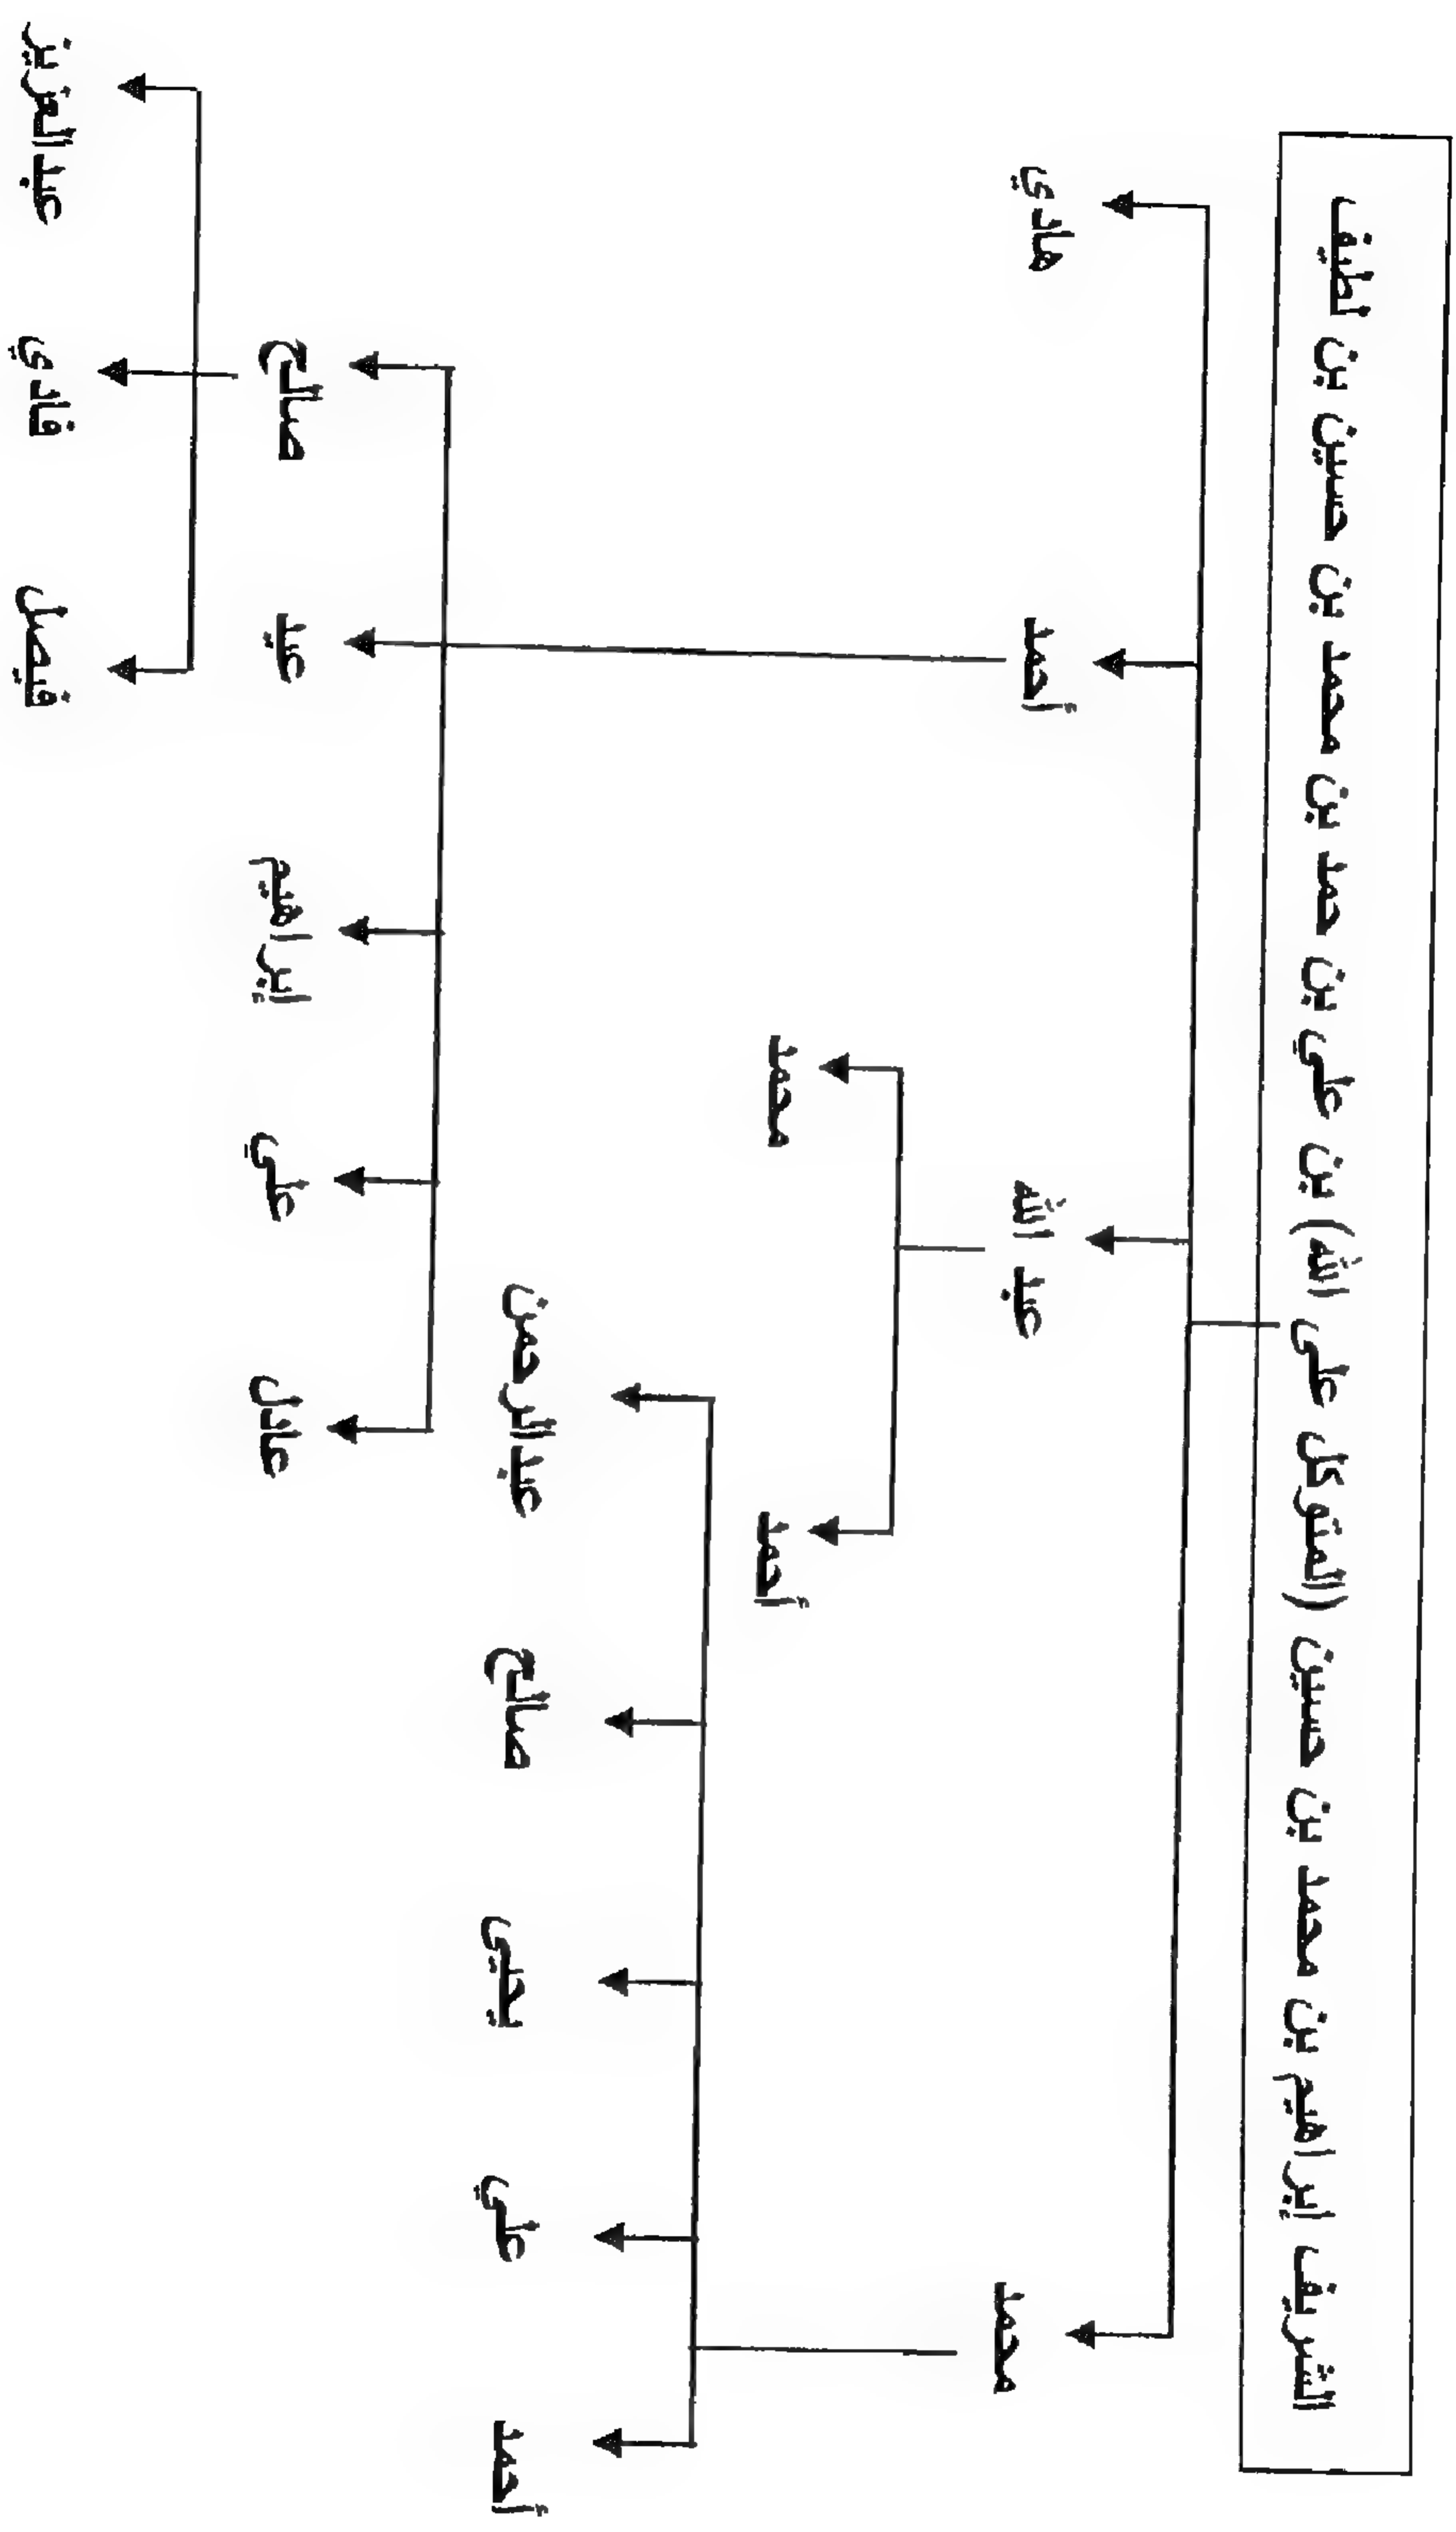 الشريف إبراهيم بن محمد بن حسين (المتوكل على الله) بن علي بن حمد بن محمد بن حسين بن لطيف
محمد
عبد الله
أحمد
هادي
أحمد
محمد
أحمد
علي
يحيى
صالح
عبدالرحمن
عادل
علي
إبراهيم
عيد
صالح
فيصل
فادي
عبدالعزيز